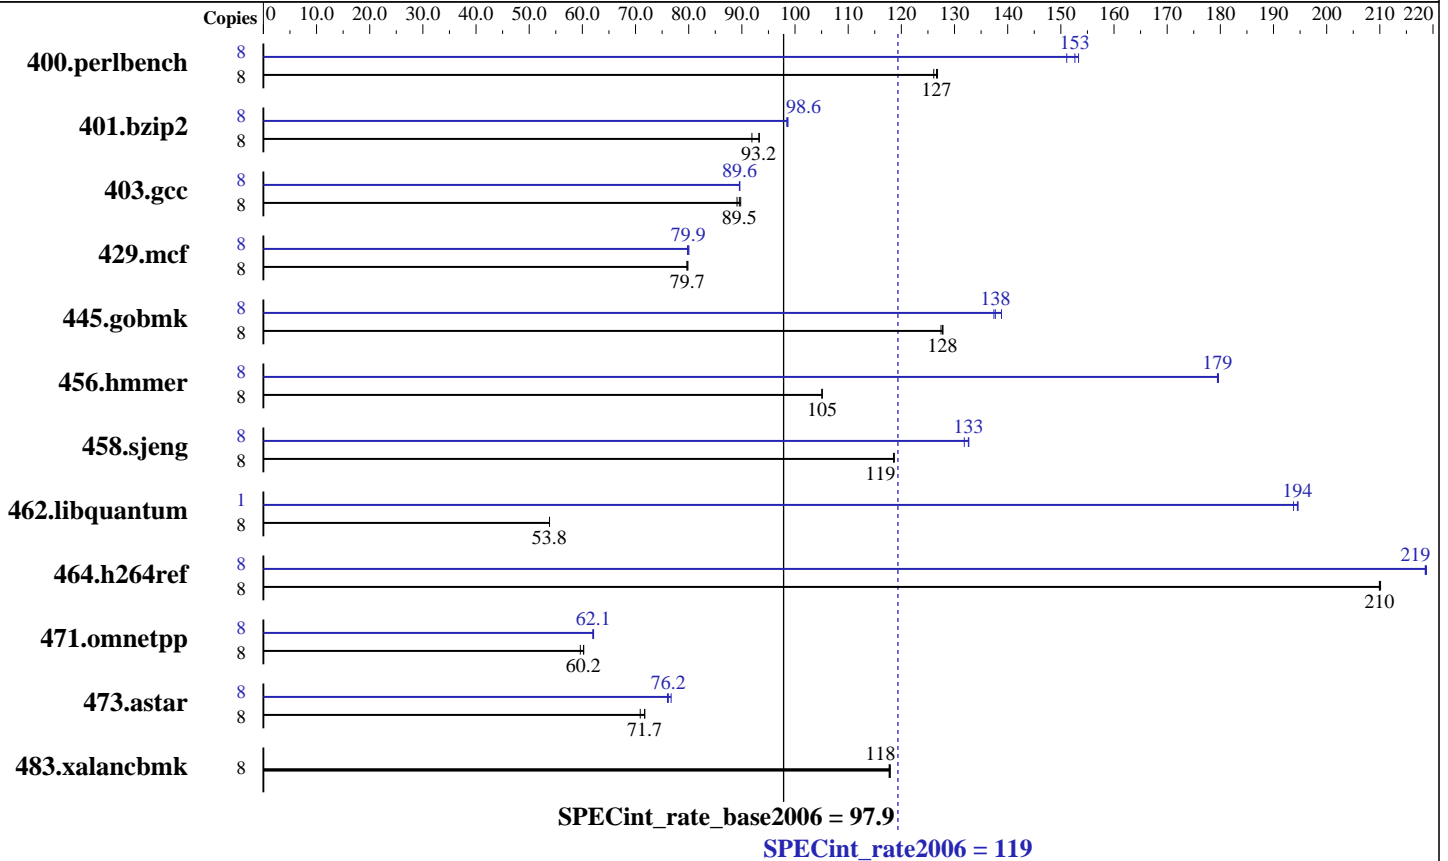 Copies 0 10.0 20.0 30.0 40.0 50.0 60.0 70.0 80.0 90.0 100 110 120 130 140 150 160 170 180 190 200 210 220
8 153
400.perlbench
8 127
8 98.6
401.bzip2
8 93.2
8 89.6
403.gcc
8 89.5
8 79.9
429.mcf
8 79.7
8 138
445.gobmk
8 128
8 179
456.hmmer
8 105
8 133
458.sjeng
8 119
1 194
462.libquantum
8 53.8
8 219
464.h264ref
8 210
8 62.1
471.omnetpp
8 60.2
8 76.2
473.astar
8 71.7
483.xalancbmk 8 118
SPECint_rate_base2006 = 97.9
SPECint_rate2006 = 119